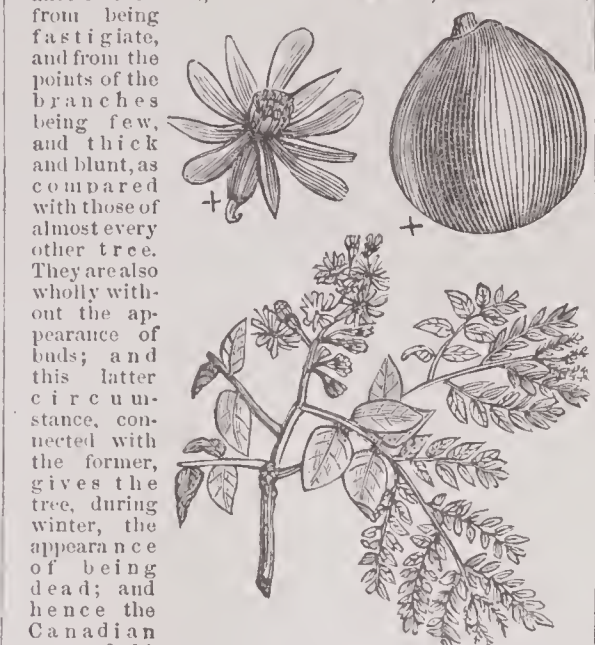 from being
fastigiate,
and from the
points of the
branches
being few,
and thick
and blunt, as
compared
with those of
almost every
other tree.
They are also
wholly with-
out the ap-
pearance of
buds; and
this latter
circum-
stance, con-
nected with
the former,
gives the
tree, during
winter, the
appearance
of being
dead; and
hence the
Canadian